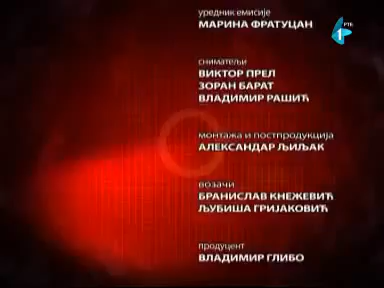 уредник емисије
МАРИНА ФРАТУЦАН
РТБ
1
сниматељи
ВИКТОР ПРЕЛ
ЗОРАН БАРАТ
ВЛАДИМИР РАШИЋ
монтажа и постпродукција
АЛЕКСАНДАР ЉИЉАК
возачи
БРАНИСЛАВ КНЕЖЕВИЋ
ЉУБИША ГРИЈАКОВИЋ
продуцент
ВЛАДИМИР ГЛИБО